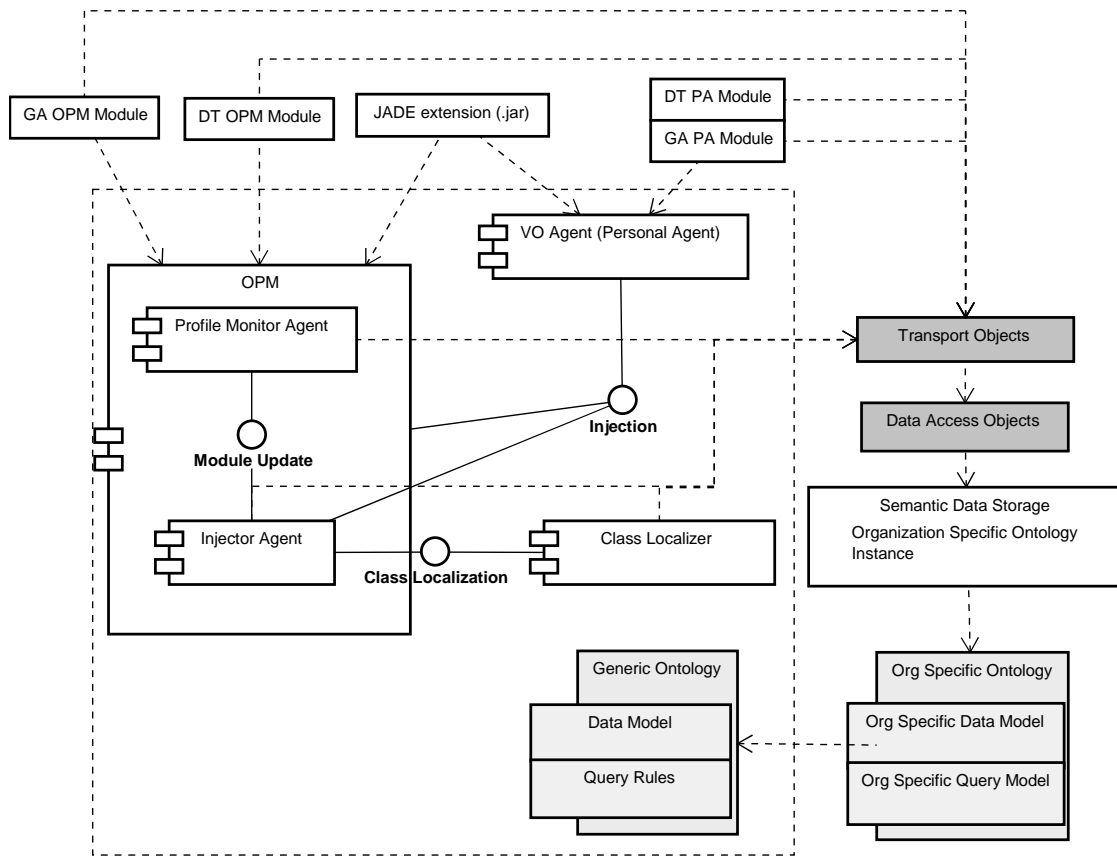 GA OPM Module
DT OPM Module
JADE extension (.jar)
DT PA Module
GA PA Module
VO Agent (Personal Agent)
OPM
Profile Monitor Agent
Transport Objects
Injection
Data Access Objects
Module Update
Semantic Data Storage
Organization Specific Ontology
Instance
Injector Agent
Class Localizer
Class Localization
Generic Ontology
Data Model
Query Rules
Org Specific Ontology
Org Specific Data Model
Org Specific Query Model